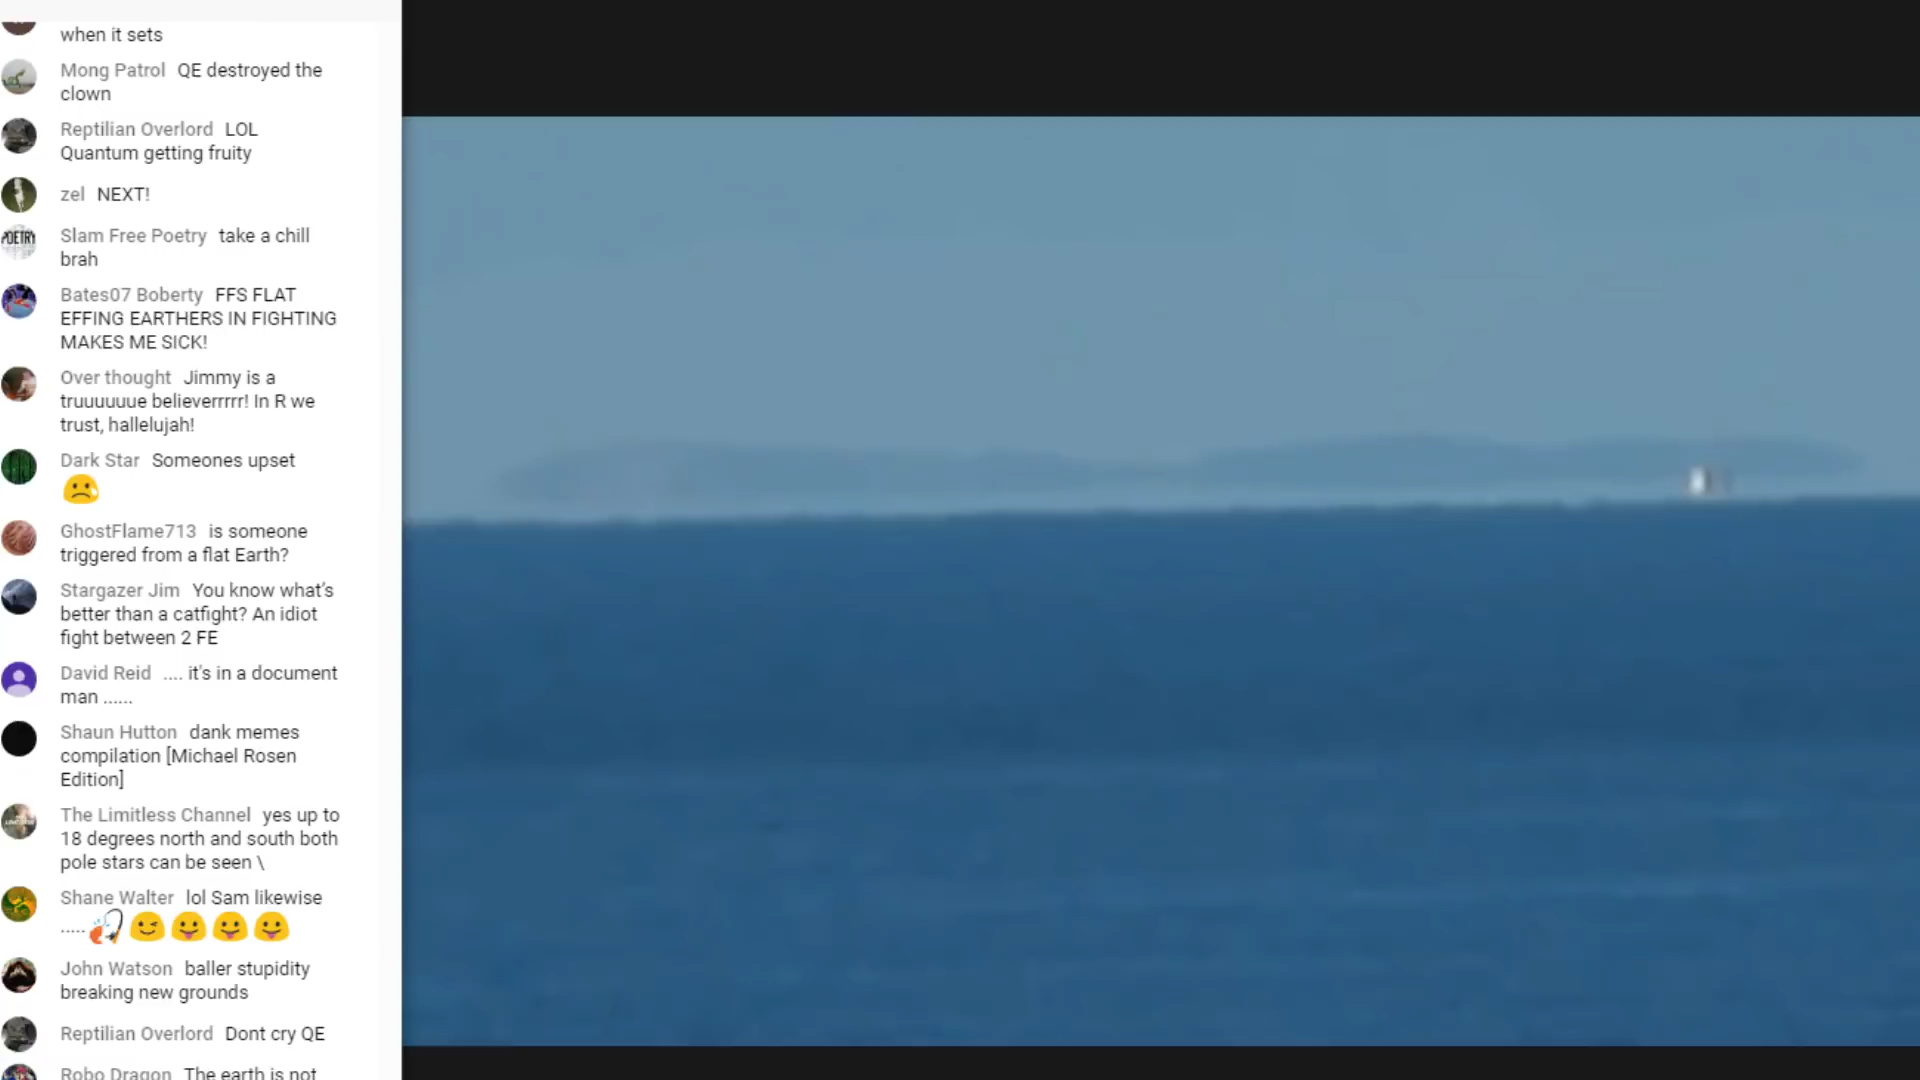 when it sets
Mong Patrol QE destroyed the
clown
Reptilian Overlord LOL
Quantum getting fruity
zel NEXT!
POETRY
Slam Free Poetry take a chill
brah
Bates07 Boberty FFS FLAT
EFFING EARTHERS IN FIGHTING
MAKES ME SICK!
Over thought Jimmy is a
truuuuuue believerrrrr! In R we
trust, hallelujah!
Dark Star Someones upset
GhostFlame713 is someone
triggered from a flat Earth?
Stargazer Jim You know what's
better than a catfight? An idiot
fight between 2 FE
David Reid .... it's in a document
man ......
Shaun Hutton dank memes
compilation [Michael Rosen
Edition]
The Limitless Channel yes up to
18 degrees north and south both
pole stars can be seen \
Shane Walter lol Sam likewise
.....
John Watson baller stupidity
breaking new grounds
Reptilian Overlord Dont cry QE
Robo Dragon The earth is not